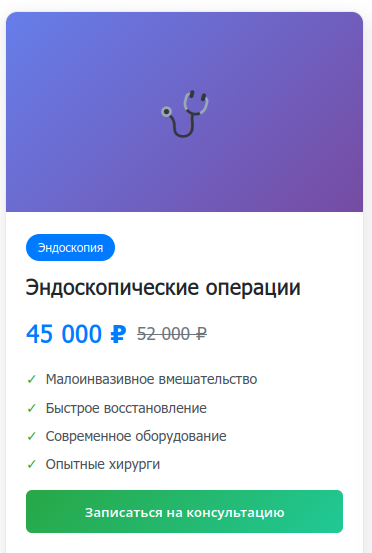 Эндоскопия
Эндоскопические операции
45 000 ₽ 52 000 ₽
✓ Малоинвазивное вмешательство
✓ Быстрое восстановление
✓ Современное оборудование
✓ Опытные хирурги
Записаться на консультацию